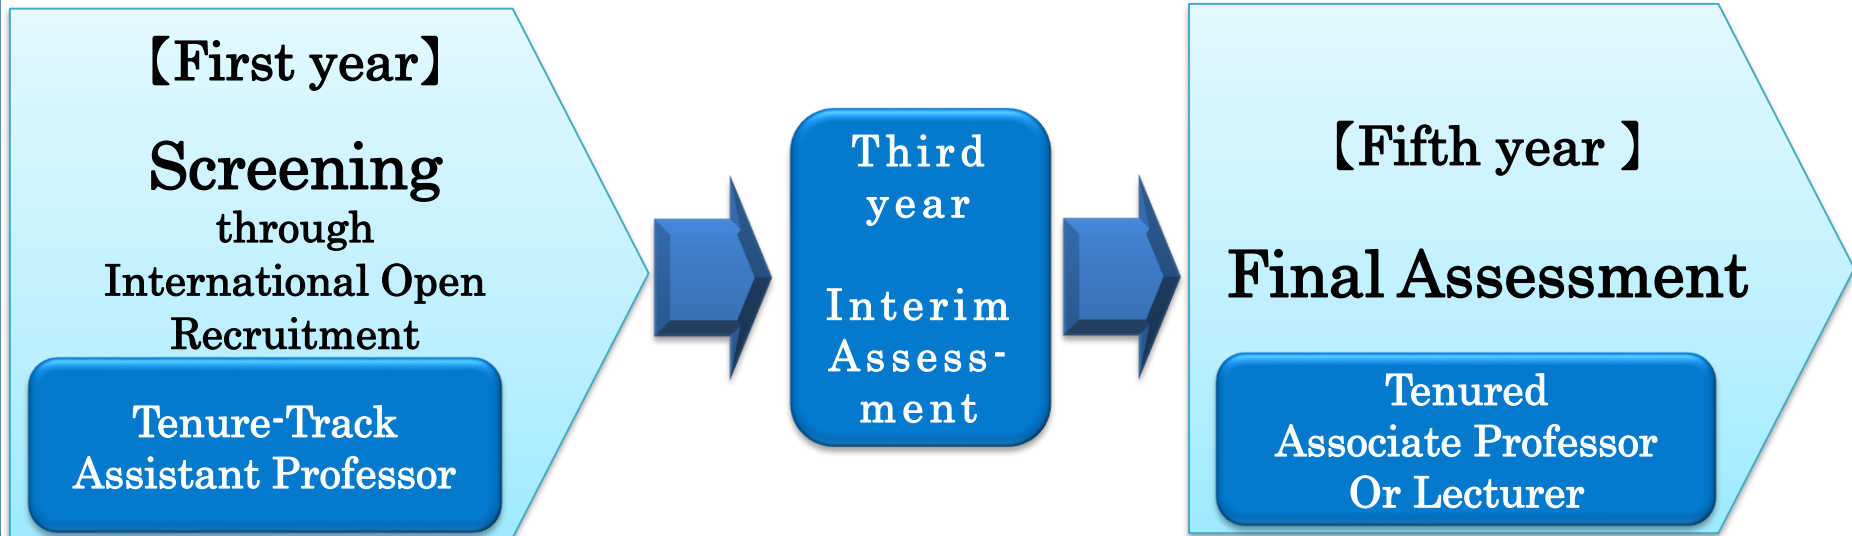 【First year】
Screening
through
International Open
Recruitment
Tenure-Track
Assistant Professor
Third
year
Interim
Assess-
ment
【Fifth year 】
Final Assessment
Tenured
Associate Professor
Or Lecturer